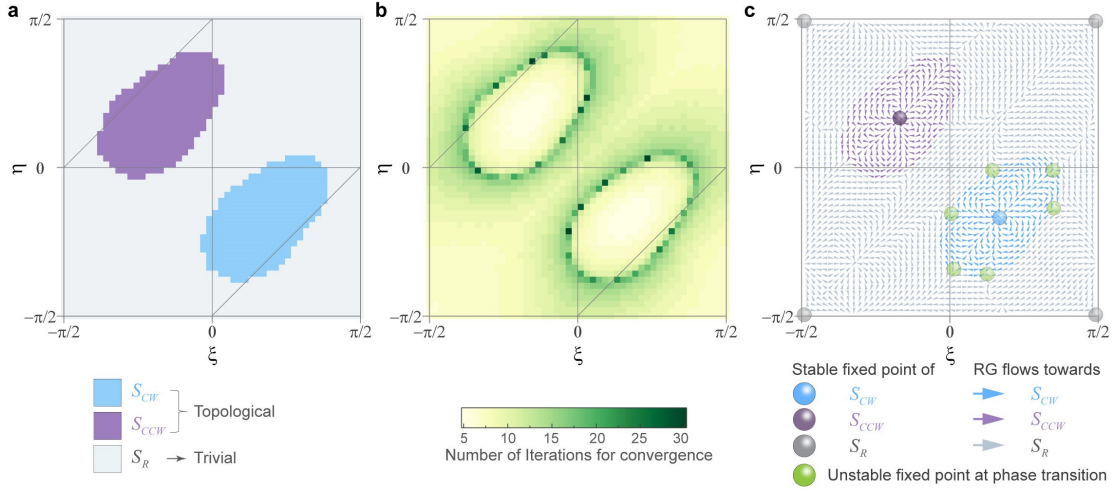 a
π/2
η
0
−π/2
−π/2
0
π/2
ξ
S_CW
S_CCW
Topological
S_R
Trivial
b
π/2
η
0
−π/2
−π/2
0
π/2
ξ
5
10
15
20
25
30
Number of Iterations for convergence
c
π/2
η
0
−π/2
−π/2
0
π/2
ξ
Stable fixed point of
RG flows towards
S_CW
S_CW
S_CCW
S_CCW
S_R
S_R
Unstable fixed point at phase transition